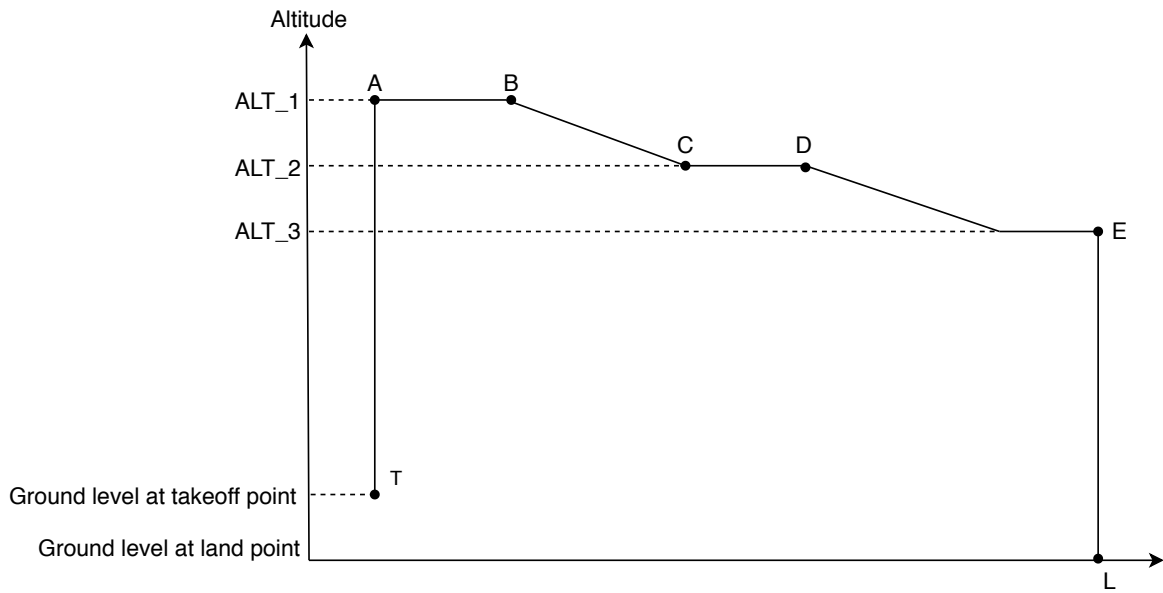 Altitude
A
B
ALT_1
C
D
ALT_2
ALT_3
E
T
Ground level at takeoff point
Ground level at land point
L